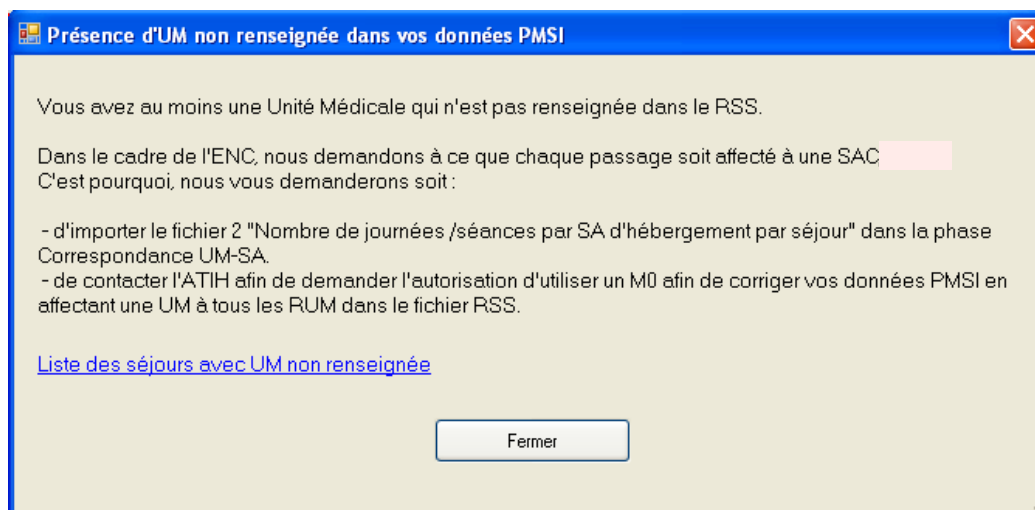 Présence d'UM non renseignée dans vos données PMSI
Vous avez au moins une Unité Médicale qui n'est pas renseignée dans le RSS.
Dans le cadre de l'ENC, nous demandons à ce que chaque passage soit affecté à une SAC
C'est pourquoi, nous vous demanderons soit :
- d'importer le fichier 2 "Nombre de journées /séances par SA d'hébergement par séjour" dans la phase
Correspondance UM-SA.
- de contacter l'ATIH afin de demander l'autorisation d'utiliser un M0 afin de corriger vos données PMSI en
affectant une UM à tous les RUM dans le fichier RSS.
Liste des séjours avec UM non renseignée
Fermer